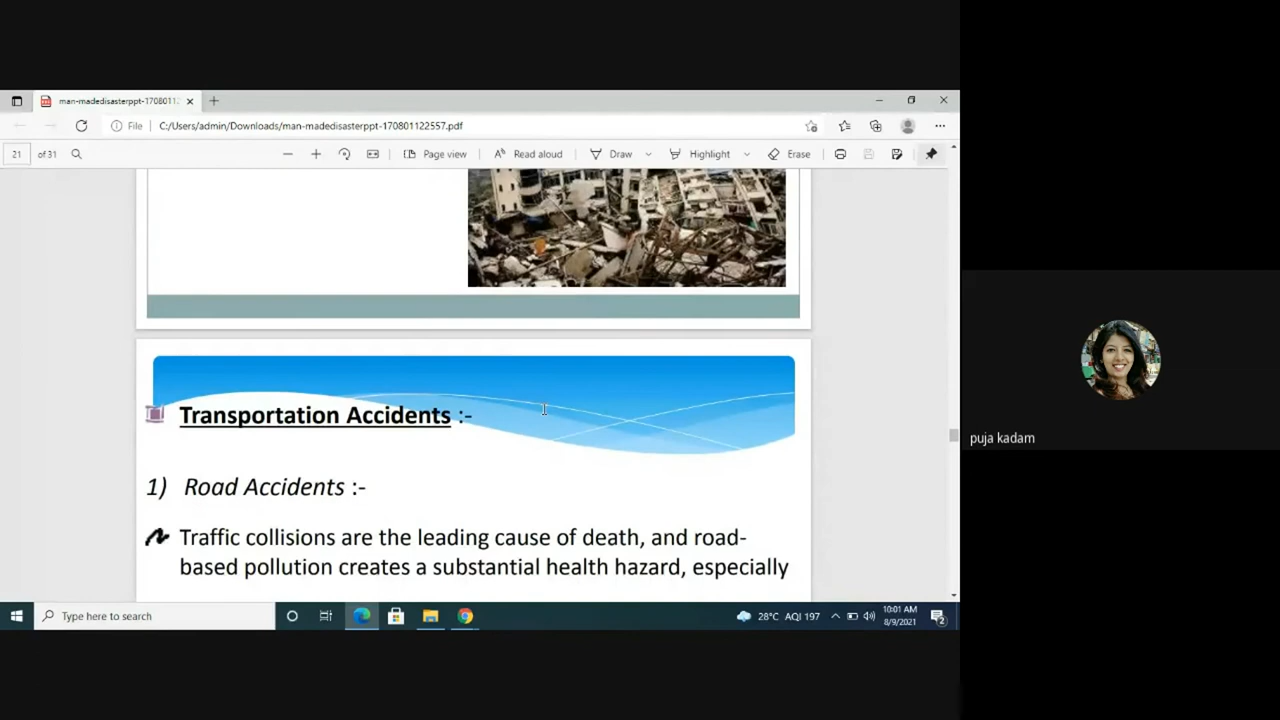 man-madedisasterppt-1708011:
File
C:/Users/admin/Downloads/man-madedisasterppt-170801122557.pdf
21 of 31
Page view
Read aloud
Draw
Highlight
Erase
Transportation Accidents :-
1) Road Accidents :-
Traffic collisions are the leading cause of death, and road-
based pollution creates a substantial health hazard, especially
puja kadam
Type here to search
28°C AQI 197
10:01 AM
8/9/2021
2